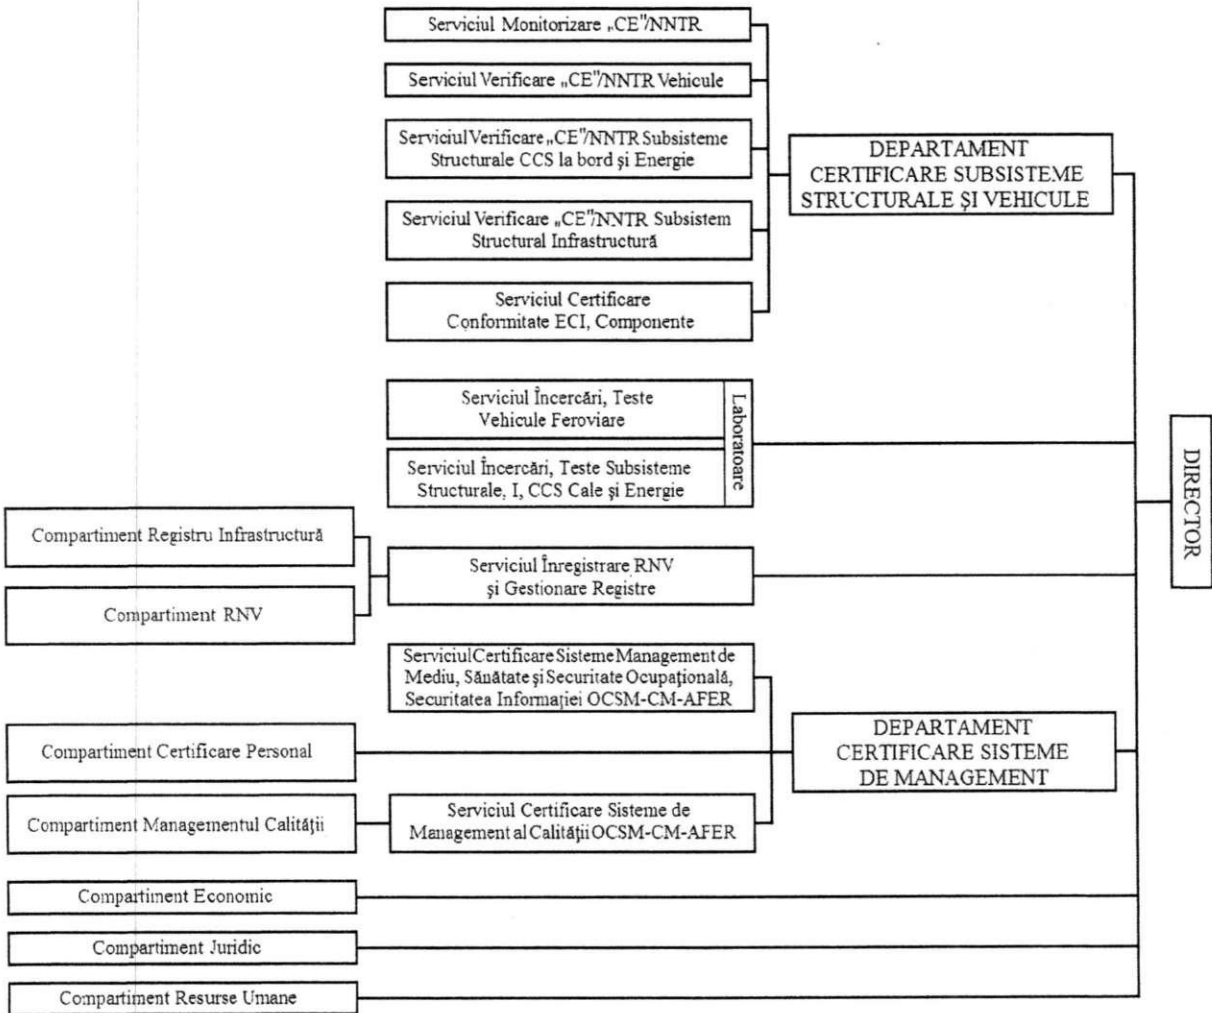 Serviciul Monitorizare „CE"/NNTR
Serviciul Verificare „CE"/NNTR Vehicule
Serviciul Verificare „CE"/NNTR Subsisteme
Structurale CCS la bord și Energie
Serviciul Verificare „CE"/NNTR Subsistem
Structural Infrastructură
Serviciul Certificare
Conformitate ECI, Componente
DEPARTAMENT
CERTIFICARE SUBSISTEME
STRUCTURALE ȘI VEHICULE
Serviciul Încercări, Teste
Vehicule Feroviare
Serviciul Încercări, Teste Subsisteme
Structurale, I, CCS Cale și Energie
Laboratoare
DIRECTOR
Compartiment Registru Infrastructură
Compartiment RNV
Serviciul Înregistrare RNV
și Gestionare Registre
Serviciul Certificare Sisteme Management de
Mediu, Sănătate și Securitate Ocupațională,
Securitatea Informației OCSM-CM-AFER
Compartiment Certificare Personal
DEPARTAMENT
CERTIFICARE SISTEME
DE MANAGEMENT
Compartiment Managementul Calității
Serviciul Certificare Sisteme de
Management al Calității OCSM-CM-AFER
Compartiment Economic
Compartiment Juridic
Compartiment Resurse Umane